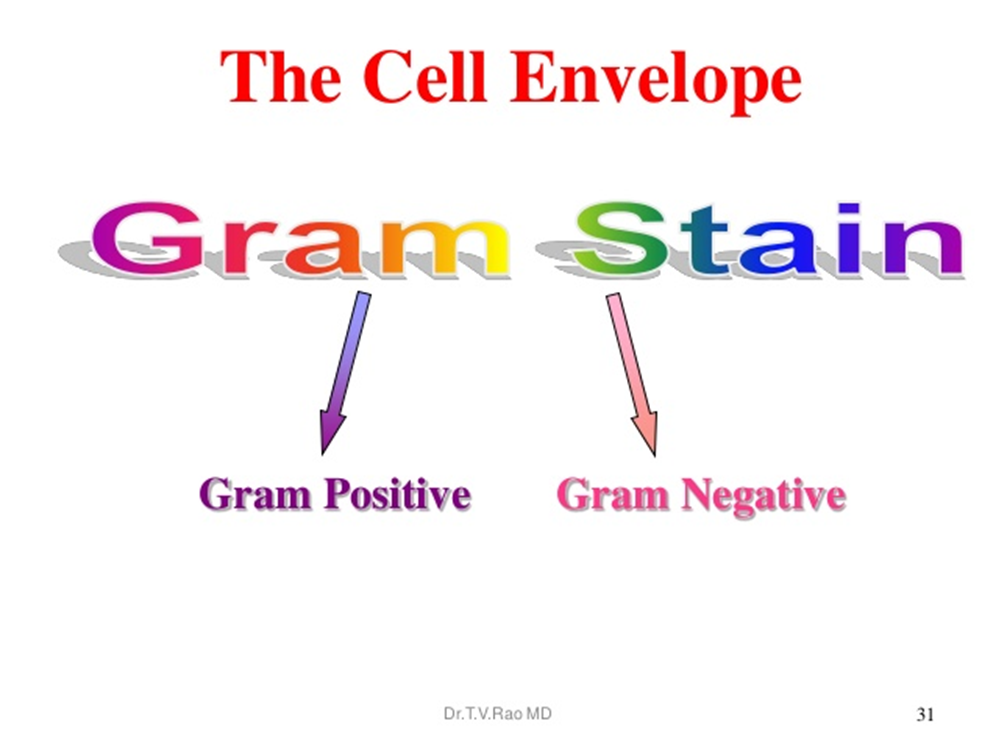 The Cell Envelope
Gram Stain
Gram Positive Gram Negative
Dr.T.V.Rao MD 31